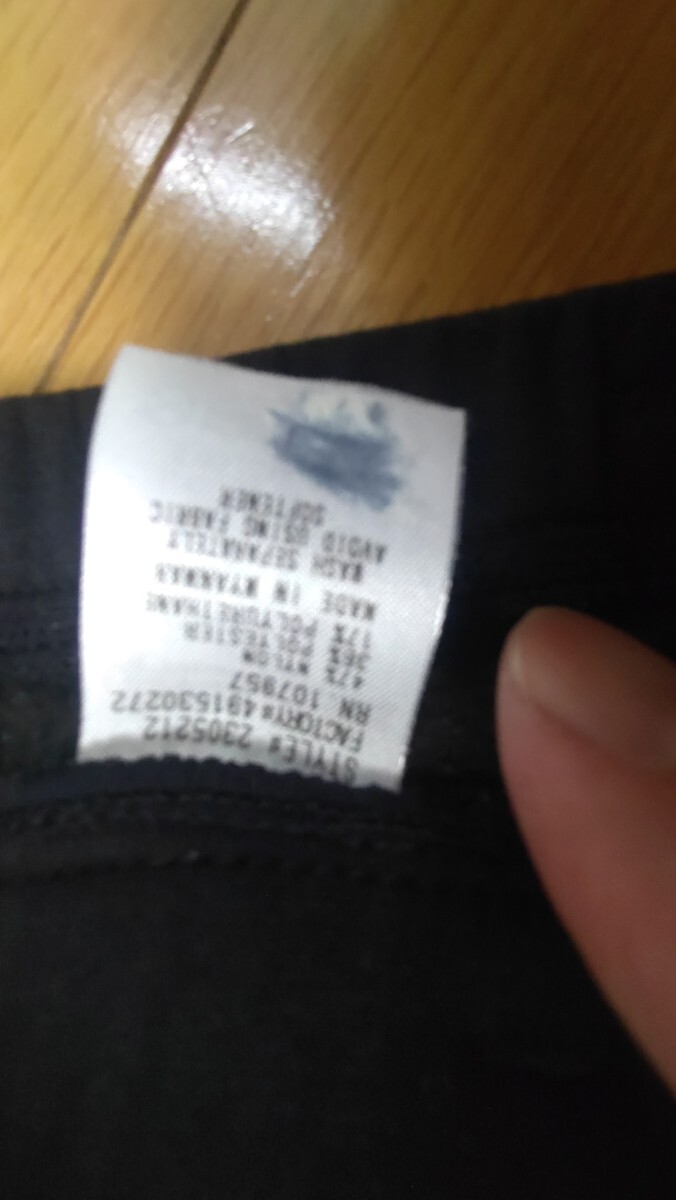 STYLE# 2305212
FACTORY# 491530272
RN 107957
47% NYLON
36% POLYESTER
17% POLYURETHANE
MADE IN MYANMAR
WASH SEPARATELY
AVOID USING FABRIC
SOFTENER